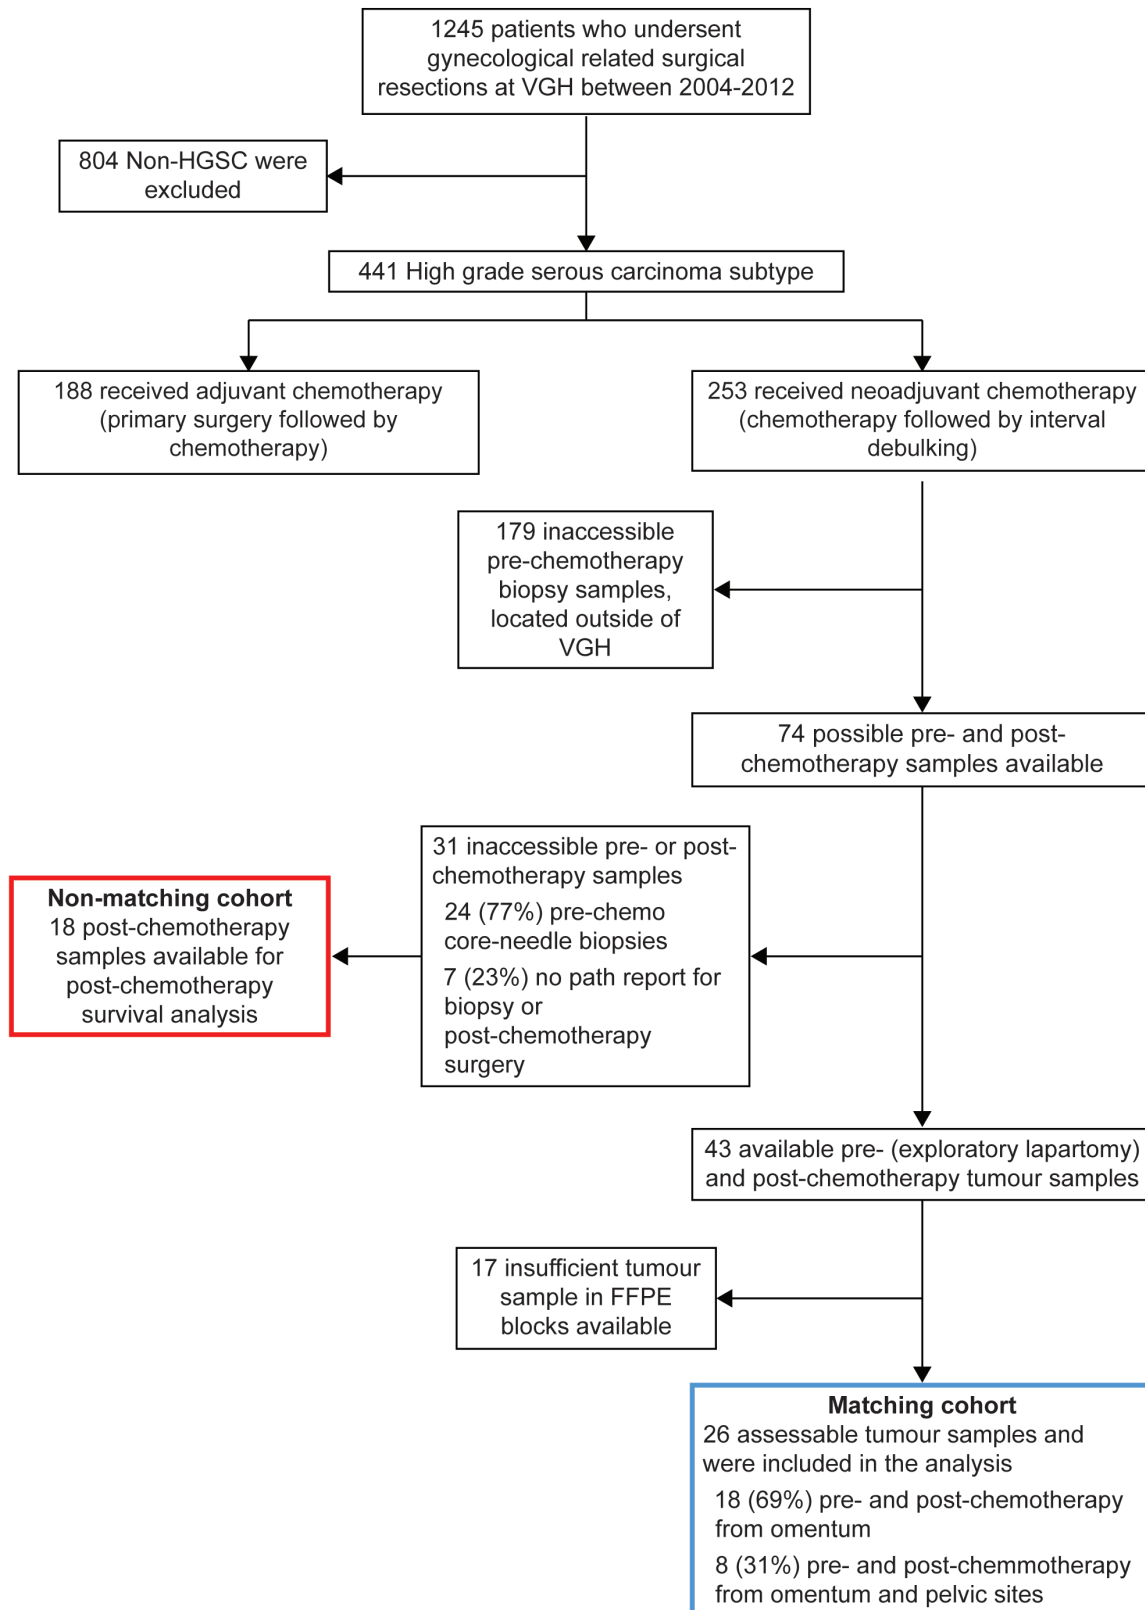 1245 patients who undersent
gynecological related surgical
resections at VGH between 2004-2012
804 Non-HGSC were
excluded
441 High grade serous carcinoma subtype
188 received adjuvant chemotherapy
(primary surgery followed by
chemotherapy)
253 received neoadjuvant chemotherapy
(chemotherapy followed by interval
debulking)
179 inaccessible
pre-chemotherapy
biopsy samples,
located outside of
VGH
74 possible pre- and post-
chemotherapy samples available
31 inaccessible pre- or post-
chemotherapy samples
24 (77%) pre-chemo
core-needle biopsies
7 (23%) no path report for
biopsy or
post-chemotherapy
surgery
Non-matching cohort
18 post-chemotherapy
samples available for
post-chemotherapy
survival analysis
43 available pre- (exploratory lapartomy)
and post-chemotherapy tumour samples
17 insufficient tumour
sample in FFPE
blocks available
Matching cohort
26 assessable tumour samples and
were included in the analysis
18 (69%) pre- and post-chemotherapy
from omentum
8 (31%) pre- and post-chemmotherapy
from omentum and pelvic sites